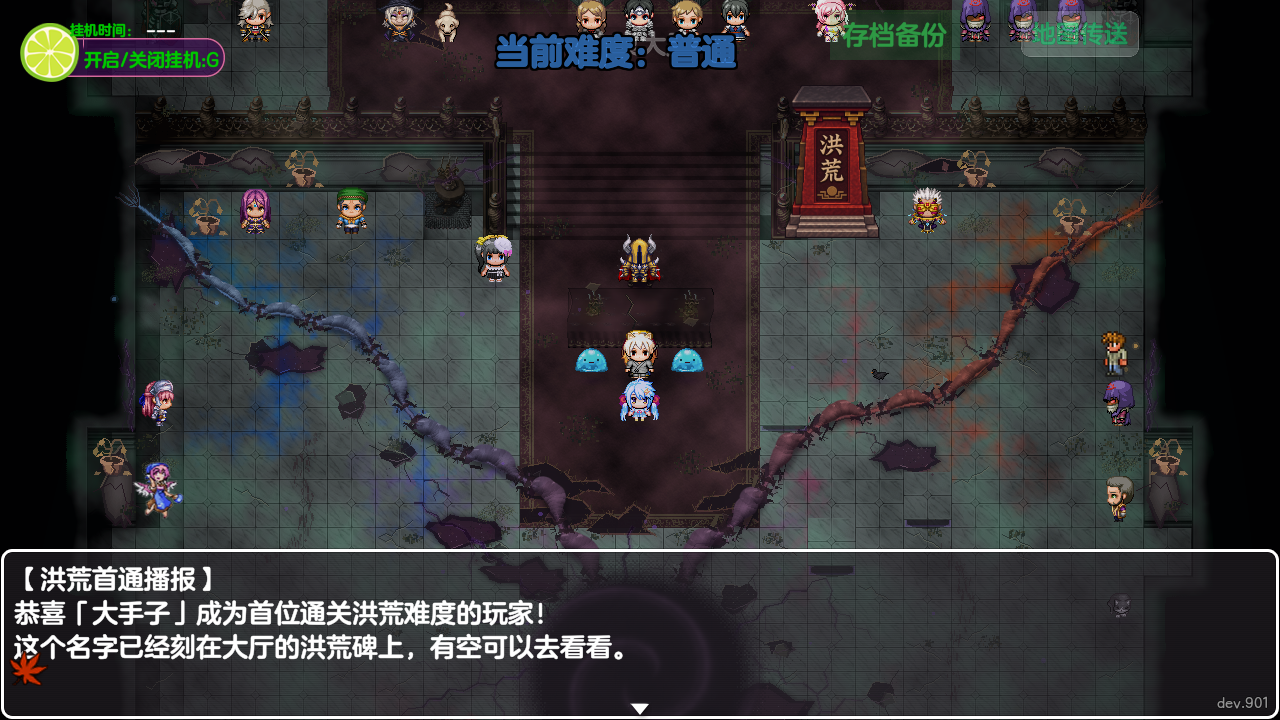 挂机时间： ---
开启/关闭挂机:G
当前难度：普通
存档备份
地图传送
洪荒
【洪荒首通播报】
恭喜「大手子」成为首位通关洪荒难度的玩家！
这个名字已经刻在大厅的洪荒碑上，有空可以去看看。
dev.901